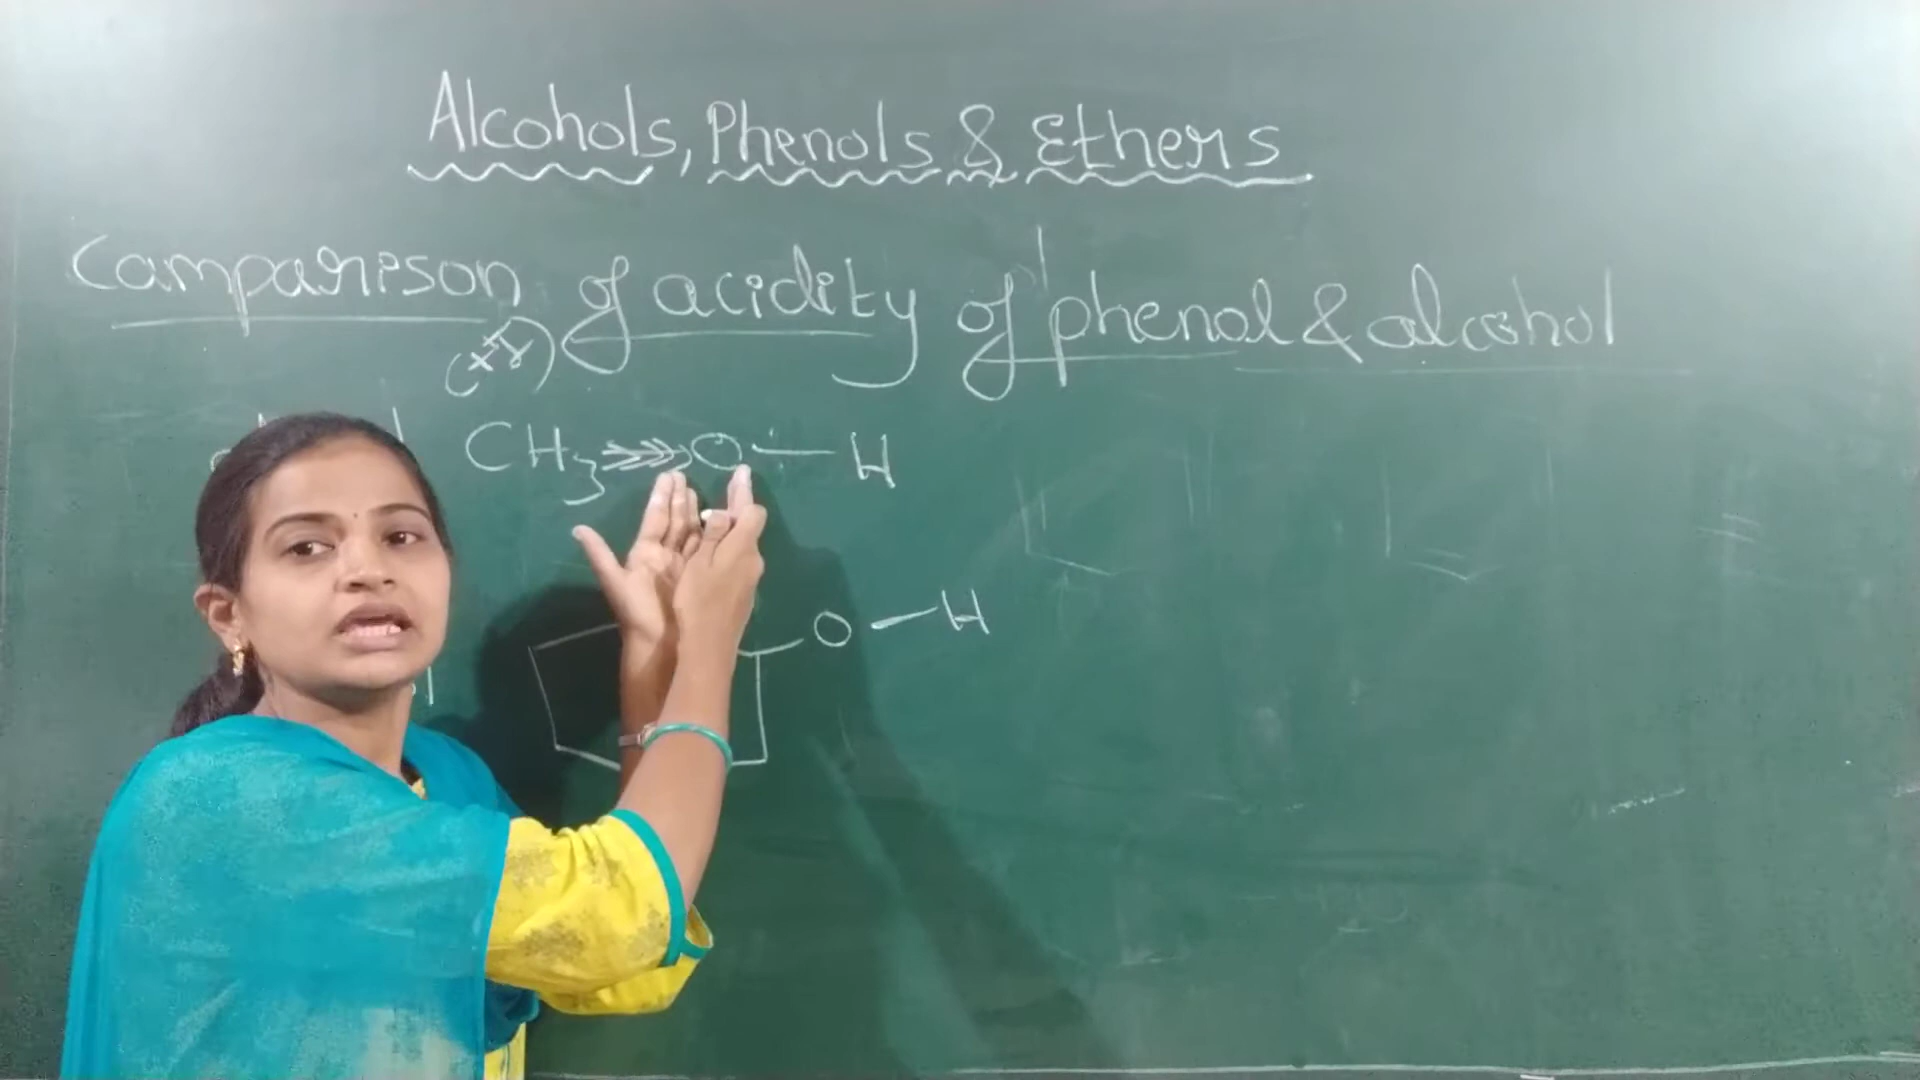 Alcohols, Phenols & Ethers
Comparison of acidity of phenol & alcohol
(**)
CH3 O — H
O — H